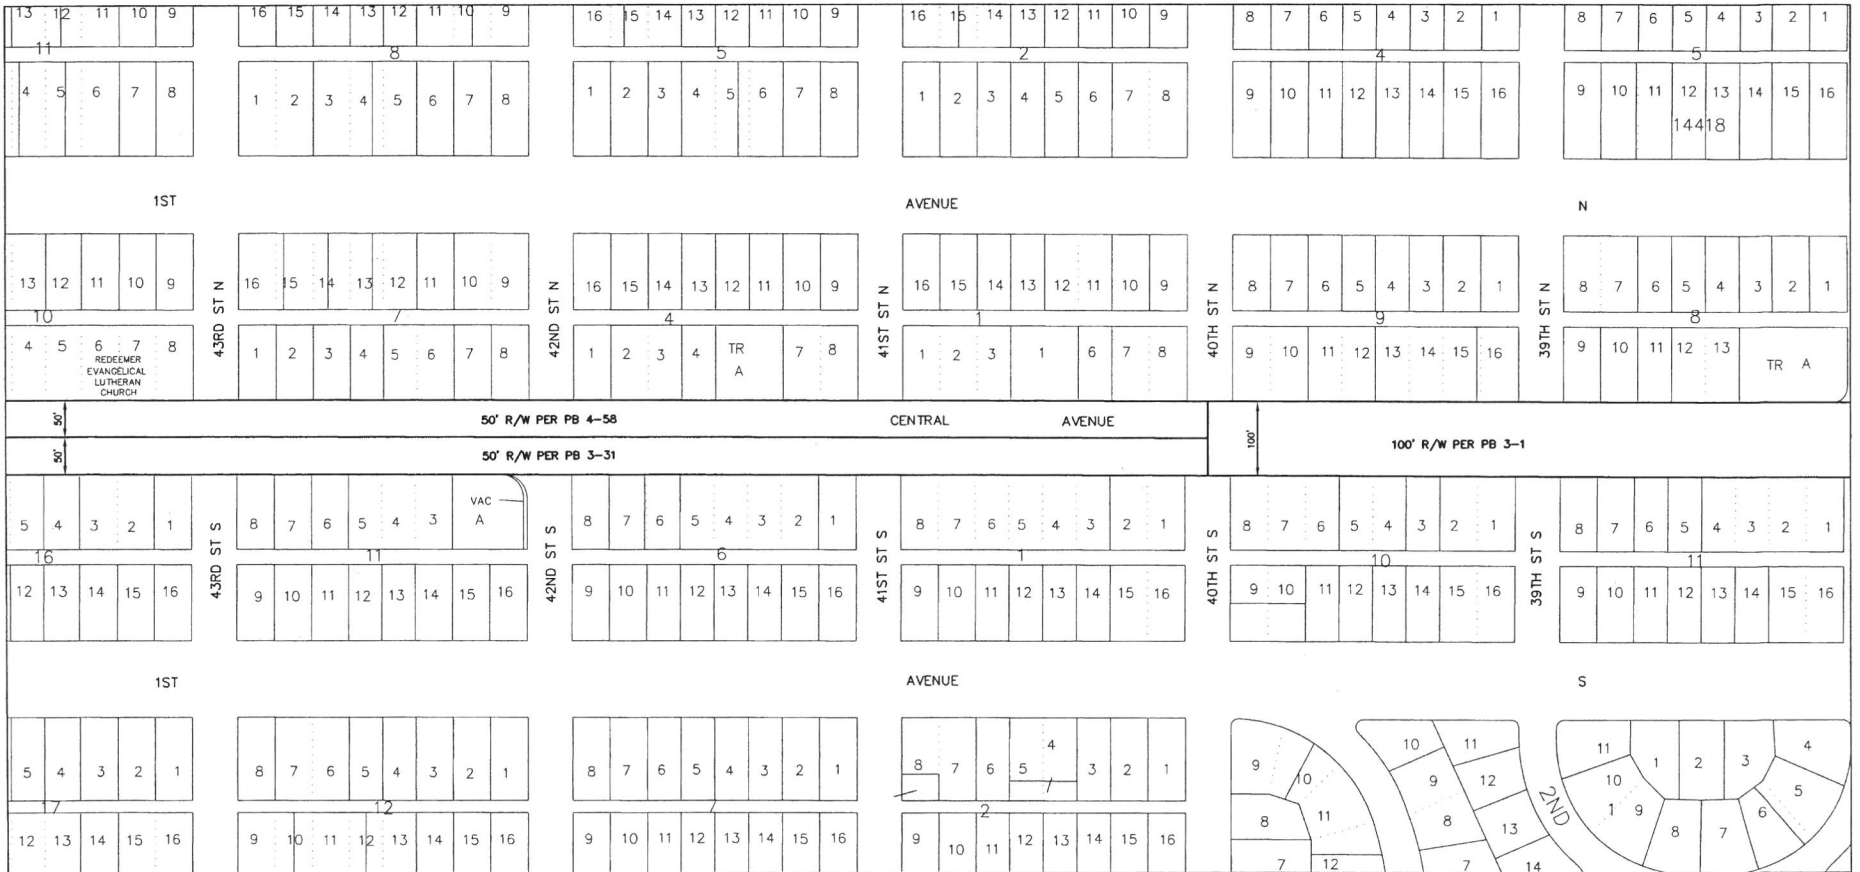 13 12 11 10 9 16 15 14 13 12 11 10 9 16 15 14 13 12 11 10 9 16 15 14 13 12 11 10 9 8 7 6 5 4 3 2 1 8 7 6 5 4 3 2 1
11 8 5 2 4 5
4 5 6 7 8 1 2 3 4 5 6 7 8 1 2 3 4 5 6 7 8 1 2 3 4 5 6 7 8 9 10 11 12 13 14 15 16 9 10 11 12 13 14 15 16
14418
1ST AVENUE N
13 12 11 10 9 16 15 14 13 12 11 10 9 16 15 14 13 12 11 10 9 16 15 14 13 12 11 10 9 8 7 6 5 4 3 2 1 8 7 6 5 4 3 2 1
43RD ST N
42ND ST N
41ST ST N
40TH ST N
39TH ST N
10 7 4 1 9 8
4 5 6 7 8 1 2 3 4 5 6 7 8 1 2 3 4 TR 7 8 1 2 3 1 6 7 8 9 10 11 12 13 14 15 16 9 10 11 12 13 TR A
A
REDEEMER
EVANGELICAL
LUTHERAN
CHURCH
50' 50' R/W PER PB 4-58 CENTRAL AVENUE
50' 50' R/W PER PB 3-31
100' 100' R/W PER PB 3-1
VAC
5 4 3 2 1 8 7 6 5 4 3 A 8 7 6 5 4 3 2 1 8 7 6 5 4 3 2 1 8 7 6 5 4 3 2 1 8 7 6 5 4 3 2 1
43RD ST S
42ND ST S
41ST ST S
40TH ST S
39TH ST S
16 11 6 1 10 11
12 13 14 15 16 9 10 11 12 13 14 15 16 9 10 11 12 13 14 15 16 9 10 11 12 13 14 15 16 9 10 11 12 13 14 15 16 9 10 11 12 13 14 15 16
1ST AVENUE S
5 4 3 2 1 8 7 6 5 4 3 2 1 8 7 6 5 4 3 2 1 8 7 6 5 4 3 2 1
17 12 7 2
12 13 14 15 16 9 10 11 12 13 14 15 16 9 10 11 12 13 14 15 16 9 10 11 12 13 14 15 16
9 10 11 8 7 12
10 11 9 12 8 13 7 14
2ND
11 1 2 3 4 10 5 1 9 6 8 7